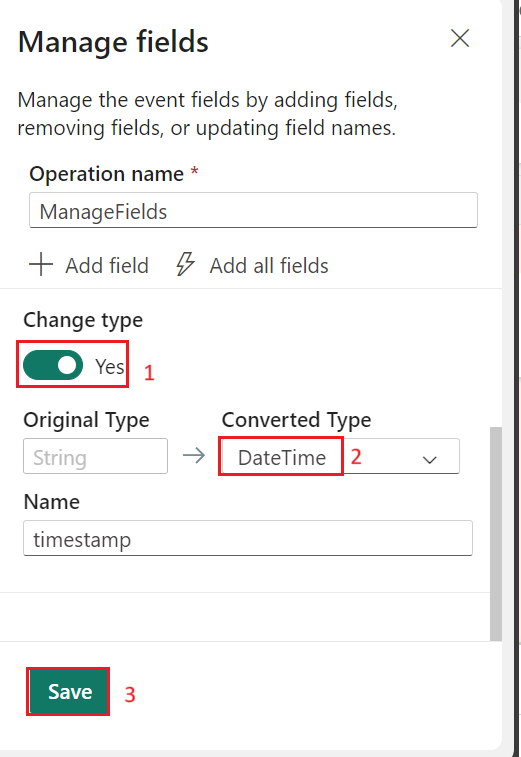 Manage fields
Manage the event fields by adding fields,
removing fields, or updating field names.
Operation name *
ManageFields
Add field Add all fields
Change type
Yes 1
Original Type Converted Type
String DateTime 2
Name
timestamp
Save 3